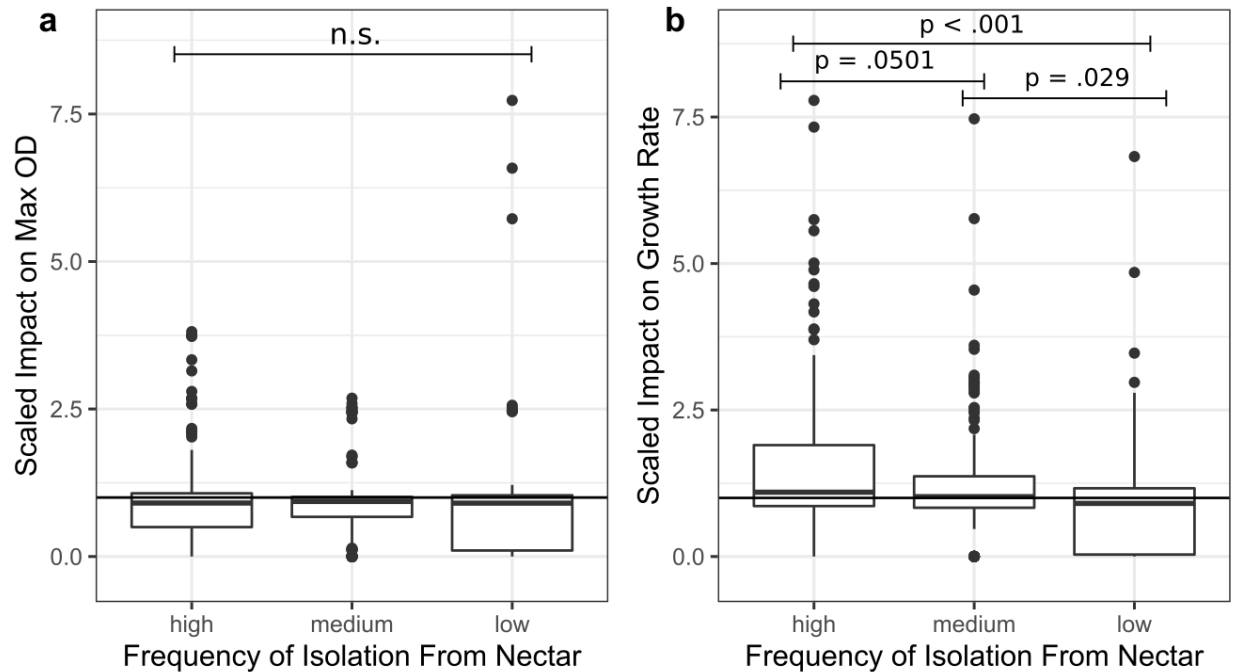 a
n.s.
Scaled Impact on Max OD
7.5
5.0
2.5
0.0
high medium low
Frequency of Isolation From Nectar
b
p < .001
p = .0501
p = .029
Scaled Impact on Growth Rate
7.5
5.0
2.5
0.0
high medium low
Frequency of Isolation From Nectar